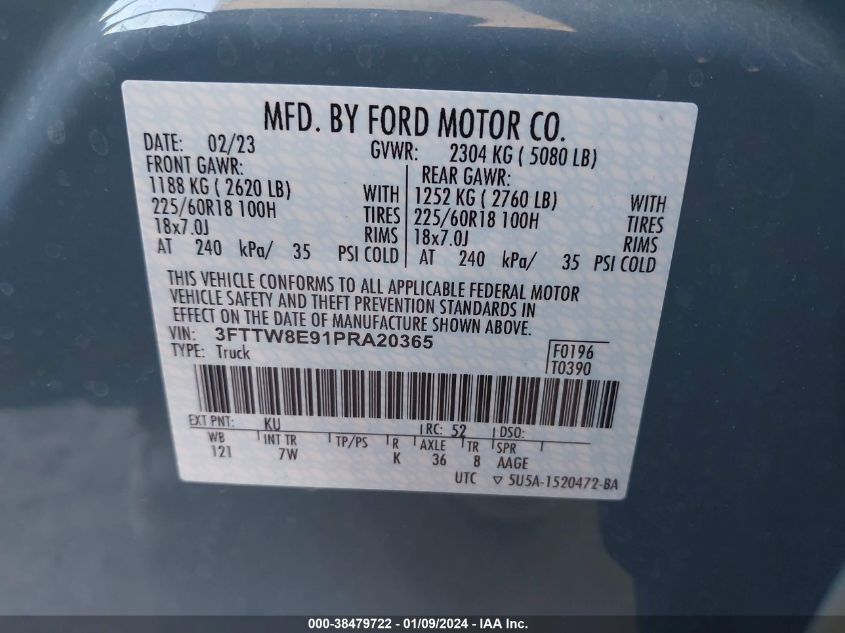 MFD. BY FORD MOTOR CO.
DATE: 02/23 GVWR: 2304 KG ( 5080 LB)
FRONT GAWR: REAR GAWR:
1188 KG ( 2620 LB) WITH 1252 KG ( 2760 LB) WITH
225/60R18 100H TIRES 225/60R18 100H TIRES
18x7.0J RIMS 18x7.0J RIMS
AT 240 kPa/ 35 PSI COLD AT 240 kPa/ 35 PSI COLD
THIS VEHICLE CONFORMS TO ALL APPLICABLE FEDERAL MOTOR
VEHICLE SAFETY AND THEFT PREVENTION STANDARDS IN
EFFECT ON THE DATE OF MANUFACTURE SHOWN ABOVE.
VIN: 3FTTW8E91PRA20365
TYPE: Truck
F0196
T0390
EXT PNT: KU RC: 52 DSO:
WB INT TR TP/PS R AXLE TR SPR
121 7W K 36 8 AAGE
UTC ▽ 5U5A-1520472-BA
000-38479722 - 01/09/2024 - IAAI, Inc.